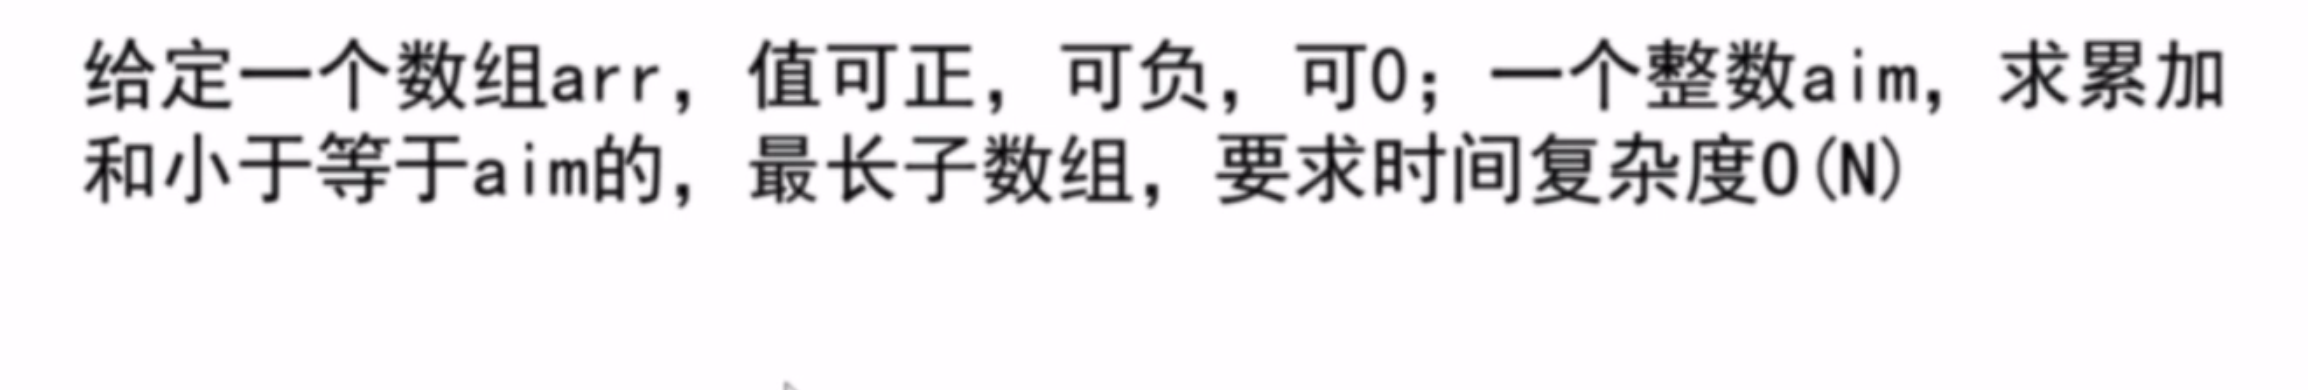 给定一个数组arr，值可正，可负，可0；一个整数aim，求累加
和小于等于aim的，最长子数组，要求时间复杂度O(N)